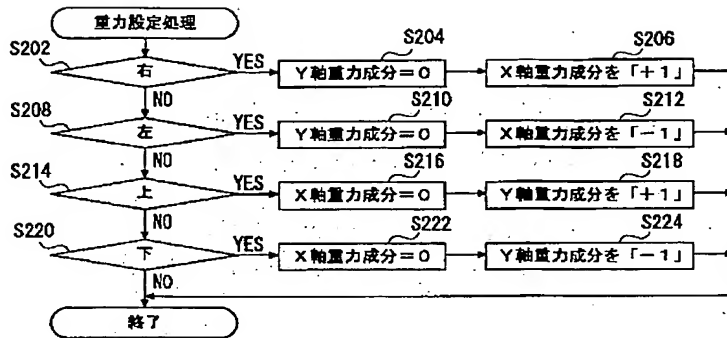 重力設定処理
S202
右
YES
S204
Y軸重力成分=0
S206
X軸重力成分を「+1」
NO
S208
左
YES
S210
Y軸重力成分=0
S212
X軸重力成分を「-1」
NO
S214
上
YES
S216
X軸重力成分=0
S218
Y軸重力成分を「+1」
NO
S220
下
YES
S222
X軸重力成分=0
S224
Y軸重力成分を「-1」
NO
終了